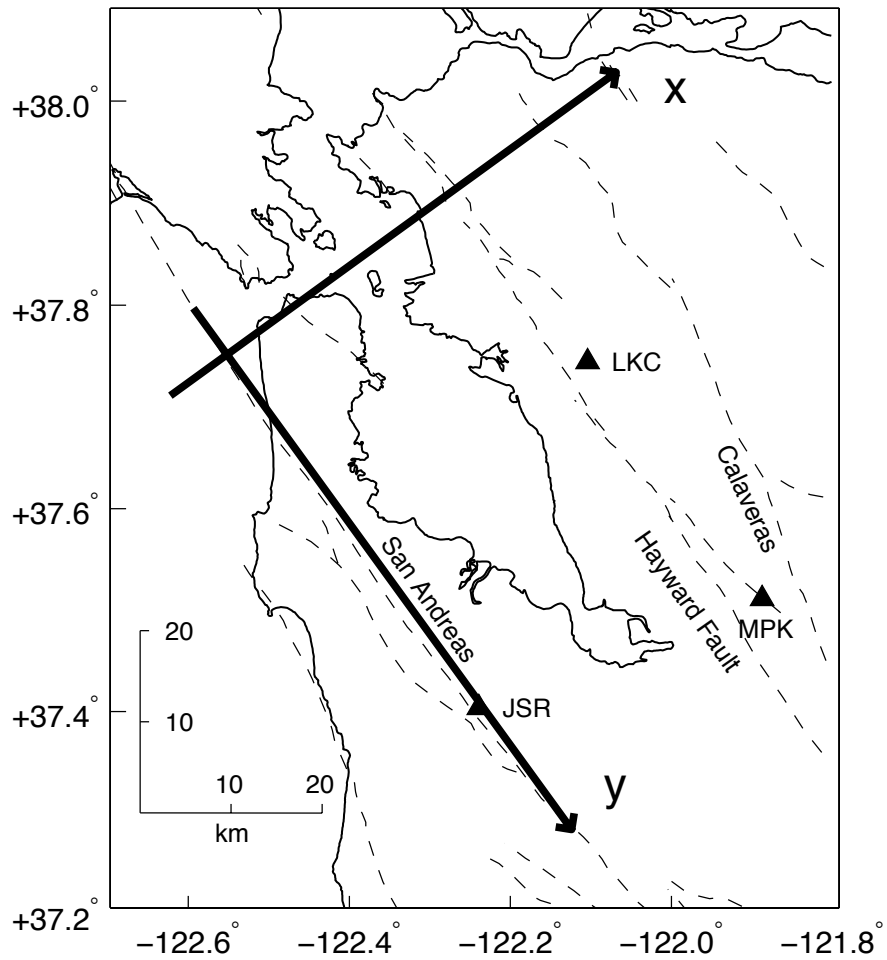 x
+38.0°
+37.8°
LKC
+37.6°
Calaveras
San Andreas
Hayward Fault
MPK
20
+37.4°
10
JSR
10 20
y
km
+37.2°
−122.6° −122.4° −122.2° −122.0° −121.8°